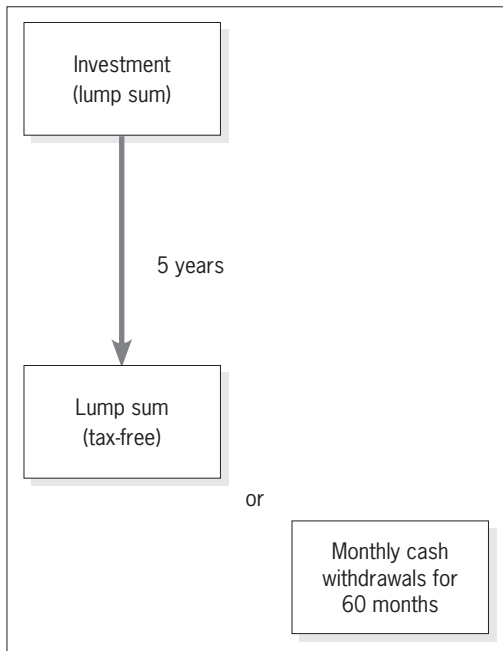 Investment
(lump sum)
5 years
Lump sum
(tax-free)
or
Monthly cash
withdrawals for
60 months